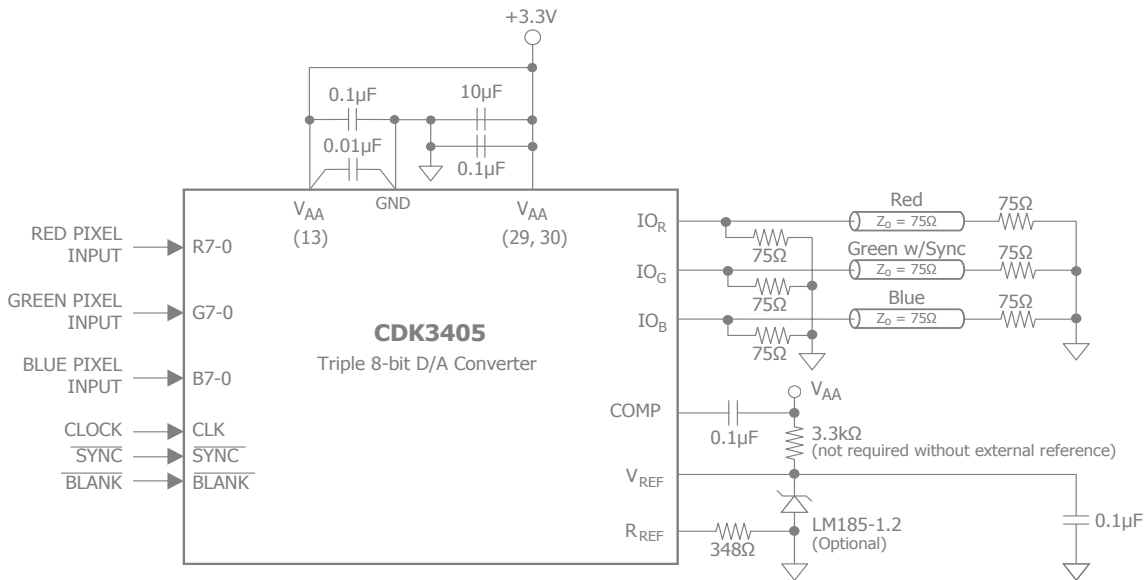 +3.3V
0.1µF
10µF
0.01µF
0.1µF
VAA
(13)
GND
VAA
(29, 30)
RED PIXEL
INPUT
R7-0
GREEN PIXEL
INPUT
G7-0
BLUE PIXEL
INPUT
B7-0
CLOCK
CLK
SYNC
SYNC
BLANK
BLANK
CDK3405
Triple 8-bit D/A Converter
IOR
75Ω
Red
Zo = 75Ω
75Ω
IOG
75Ω
Green w/Sync
Zo = 75Ω
75Ω
IOB
75Ω
Blue
Zo = 75Ω
75Ω
COMP
0.1µF
VAA
3.3kΩ
(not required without external reference)
VREF
LM185-1.2
(Optional)
0.1µF
RREF
348Ω